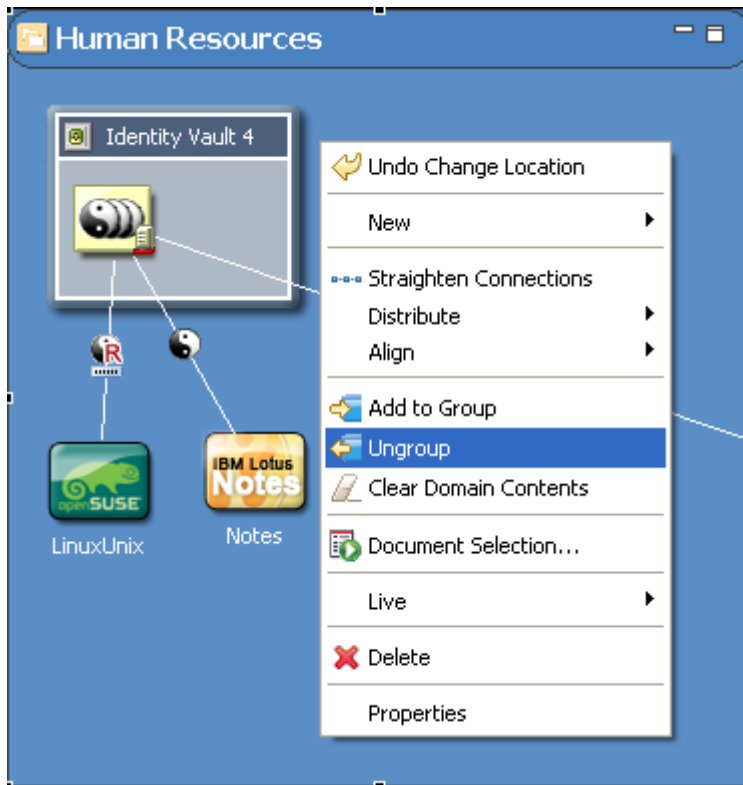 Human Resources
Identity Vault 4
Undo Change Location
New
Straighten Connections
Distribute
Align
Add to Group
Ungroup
Clear Domain Contents
Document Selection...
Live
Delete
Properties
R
openSUSE
LinuxUnix
IBM Lotus
Notes
Notes